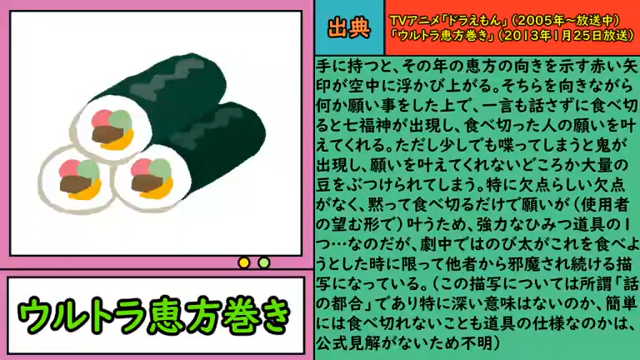 出典
TVアニメ「ドラえもん」（2005年～放送中）
「ウルトラ恵方巻き」（2013年1月25日放送）
手に持つと、その年の恵方の向きを示す赤い矢
印が空中に浮かび上がる。そちらを向きながら
何か願い事をした上で、一言も話さずに食べ切
ると七福神が出現し、食べ切った人の願いを叶
えてくれる。ただし少しでも喋ってしまうと鬼が
出現し、願いを叶えてくれないどころか大量の
豆をぶつけられてしまう。特に欠点らしい欠点
がなく、黙って食べ切るだけで願いが（使用者
の望む形で）叶うため、強力なひみつ道具の1
つ…なのだが、劇中ではのび太がこれを食べよ
うとした時に限って他者から邪魔され続ける描
写になっている。（この描写については所謂「話
の都合」であり特に深い意味はないのか、簡単
には食べ切れないことも道具の仕様なのかは、
公式見解がないため不明）
ウルトラ恵方巻き